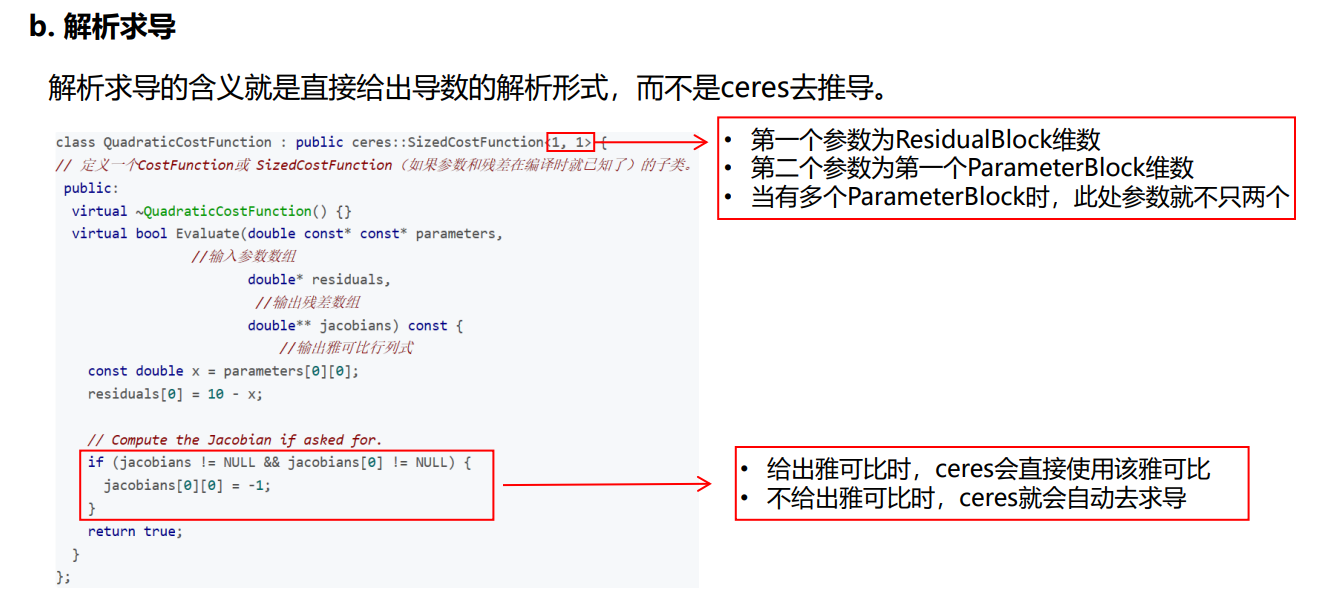 b. 解析求导
解析求导的含义就是直接给出导数的解析形式，而不是ceres去推导。
class QuadraticCostFunction : public ceres::SizedCostFunction<1, 1> {
// 定义一个CostFunction或 SizedCostFunction（如果参数和残差在编译时就已知了）的子类。
public:
virtual ~QuadraticCostFunction() {}
virtual bool Evaluate(double const* const* parameters,
//输入参数数组
double* residuals,
//输出残差数组
double** jacobians) const {
//输出雅可比行列式
const double x = parameters[0][0];
residuals[0] = 10 - x;
// Compute the Jacobian if asked for.
if (jacobians != NULL && jacobians[0] != NULL) {
jacobians[0][0] = -1;
}
return true;
}
};
• 第一个参数为ResidualBlock维数
• 第二个参数为第一个ParameterBlock维数
• 当有多个ParameterBlock时，此处参数就不只两个
• 给出雅可比时，ceres会直接使用该雅可比
• 不给出雅可比时，ceres就会自动去求导